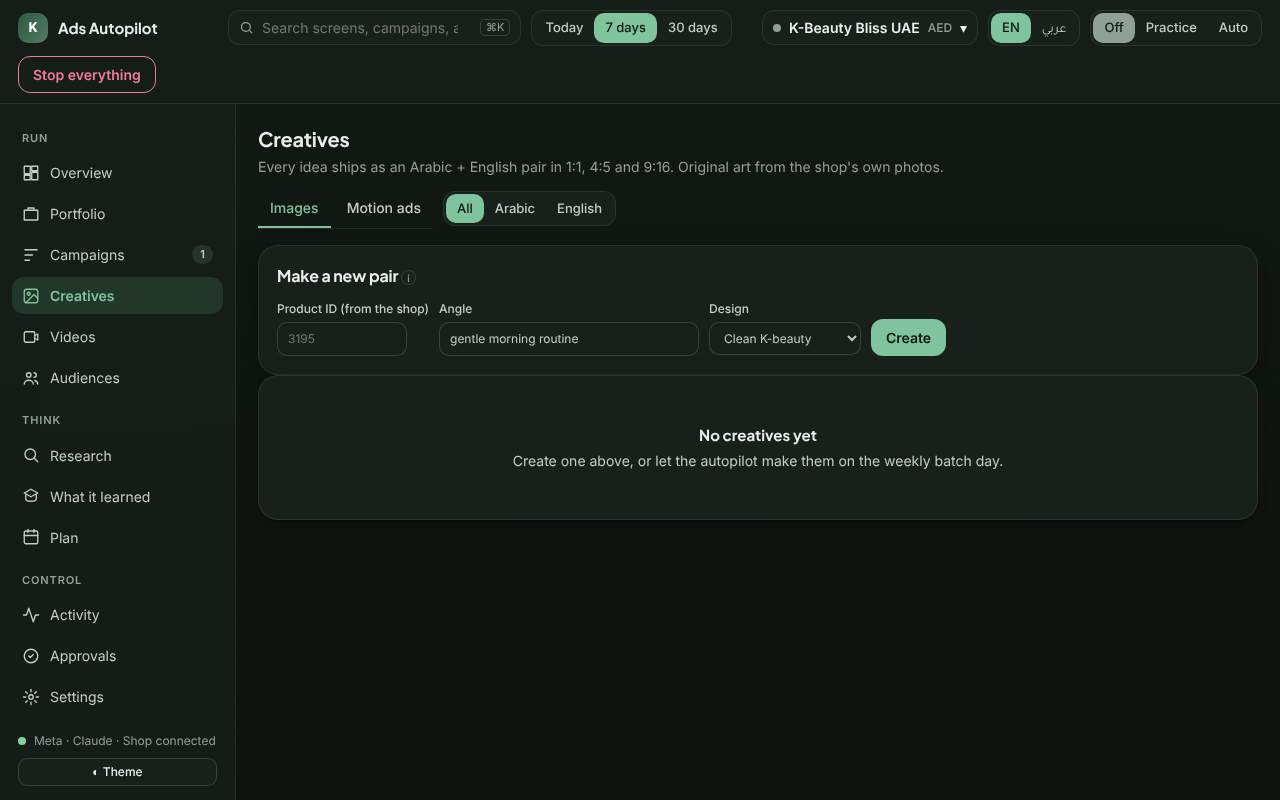 K Ads Autopilot
Search screens, campaigns, a ⌘K
Today 7 days 30 days
K-Beauty Bliss UAE AED ▾
EN عربي
Off Practice Auto
Stop everything
RUN
Overview
Portfolio
Campaigns 1
Creatives
Videos
Audiences
THINK
Research
What it learned
Plan
CONTROL
Activity
Approvals
Settings
Meta · Claude · Shop connected
Theme
Creatives
Every idea ships as an Arabic + English pair in 1:1, 4:5 and 9:16. Original art from the shop's own photos.
Images Motion ads All Arabic English
Make a new pair i
Product ID (from the shop) Angle Design
3195 gentle morning routine Clean K-beauty Create
No creatives yet
Create one above, or let the autopilot make them on the weekly batch day.